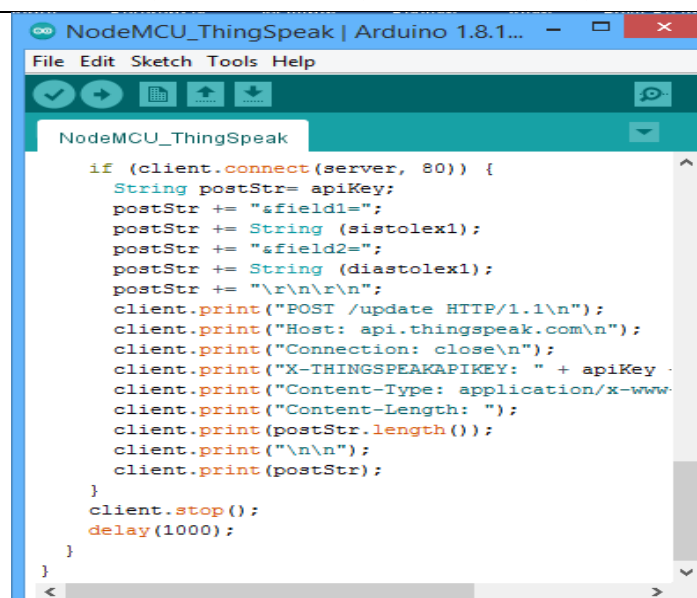 NodeMCU_ThingSpeak | Arduino 1.8.1...
File Edit Sketch Tools Help
NodeMCU_ThingSpeak
if (client.connect(server, 80)) {
String postStr= apiKey;
postStr += "&field1=";
postStr += String (sistolex1);
postStr += "&field2=";
postStr += String (diastolex1);
postStr += "\r\n\r\n";
client.print("POST /update HTTP/1.1\n");
client.print("Host: api.thingspeak.com\n");
client.print("Connection: close\n");
client.print("X-THINGSPEAKAPIKEY: " + apiKey
client.print("Content-Type: application/x-www-
client.print("Content-Length: ");
client.print(postStr.length());
client.print("\n\n");
client.print(postStr);
}
client.stop();
delay(1000);
}
}